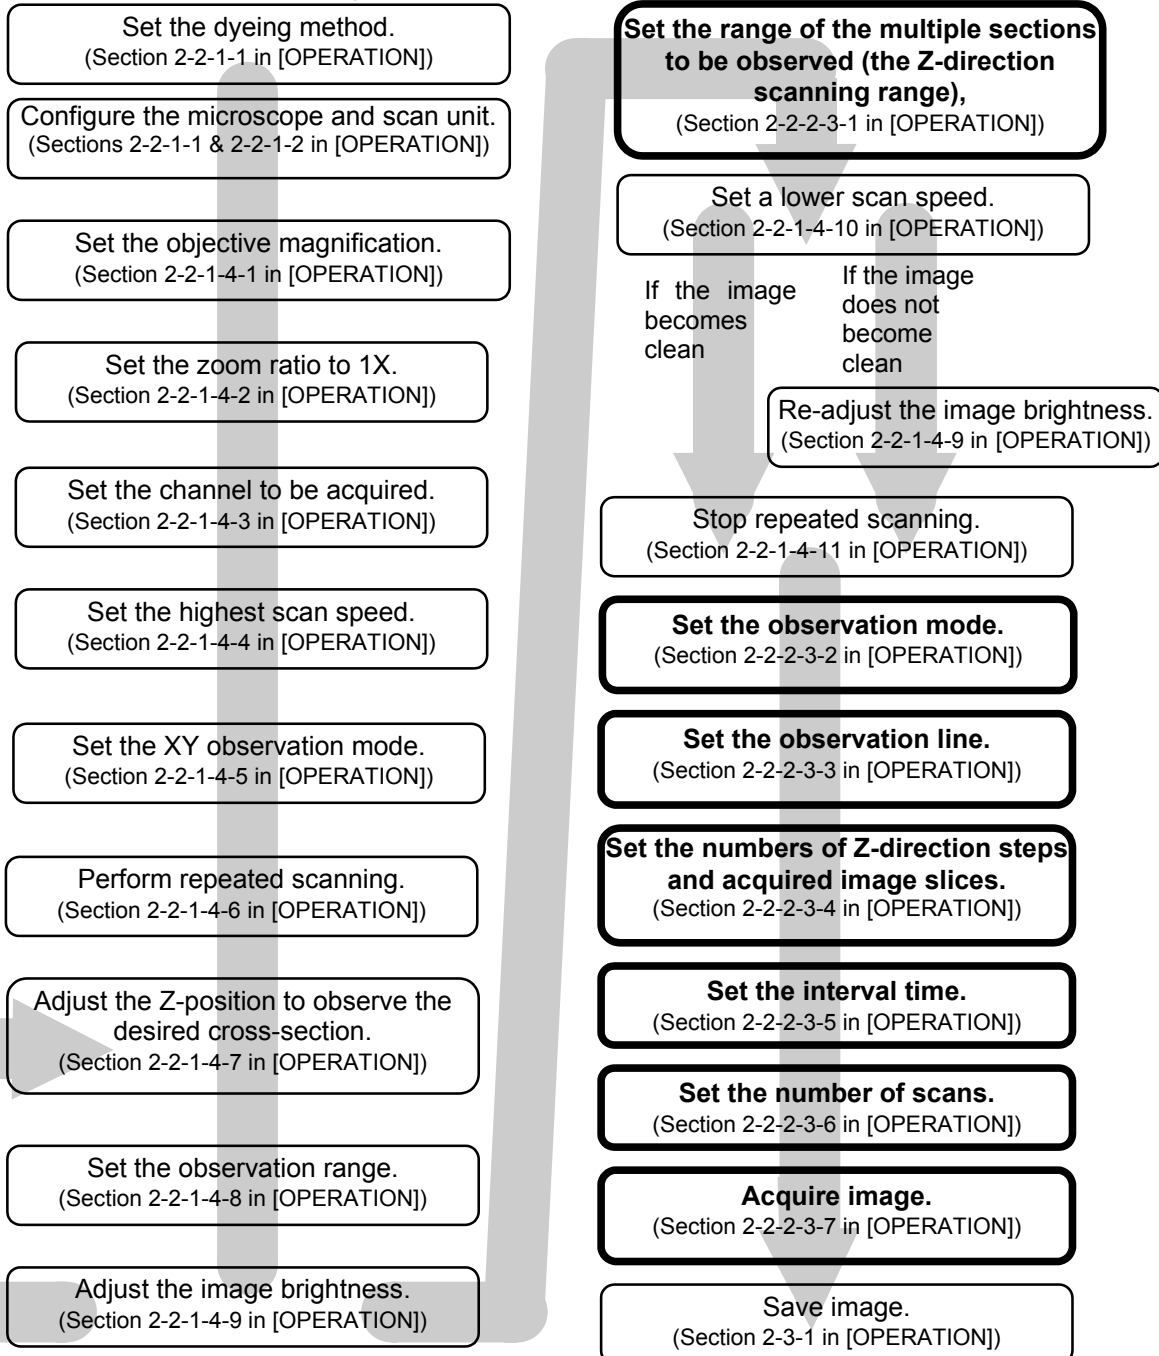 Set the dyeing method.
(Section 2-2-1-1 in [OPERATION])
Configure the microscope and scan unit.
(Sections 2-2-1-1 & 2-2-1-2 in [OPERATION])
Set the objective magnification.
(Section 2-2-1-4-1 in [OPERATION])
Set the zoom ratio to 1X.
(Section 2-2-1-4-2 in [OPERATION])
Set the channel to be acquired.
(Section 2-2-1-4-3 in [OPERATION])
Set the highest scan speed.
(Section 2-2-1-4-4 in [OPERATION])
Set the XY observation mode.
(Section 2-2-1-4-5 in [OPERATION])
Perform repeated scanning.
(Section 2-2-1-4-6 in [OPERATION])
Adjust the Z-position to observe the
desired cross-section.
(Section 2-2-1-4-7 in [OPERATION])
Set the observation range.
(Section 2-2-1-4-8 in [OPERATION])
Adjust the image brightness.
(Section 2-2-1-4-9 in [OPERATION])
Set the range of the multiple sections
to be observed (the Z-direction
scanning range),
(Section 2-2-2-3-1 in [OPERATION])
Set a lower scan speed.
(Section 2-2-1-4-10 in [OPERATION])
If the image
becomes
clean
If the image
does not
become
clean
Re-adjust the image brightness.
(Section 2-2-1-4-9 in [OPERATION])
Stop repeated scanning.
(Section 2-2-1-4-11 in [OPERATION])
Set the observation mode.
(Section 2-2-2-3-2 in [OPERATION])
Set the observation line.
(Section 2-2-2-3-3 in [OPERATION])
Set the numbers of Z-direction steps
and acquired image slices.
(Section 2-2-2-3-4 in [OPERATION])
Set the interval time.
(Section 2-2-2-3-5 in [OPERATION])
Set the number of scans.
(Section 2-2-2-3-6 in [OPERATION])
Acquire image.
(Section 2-2-2-3-7 in [OPERATION])
Save image.
(Section 2-3-1 in [OPERATION])